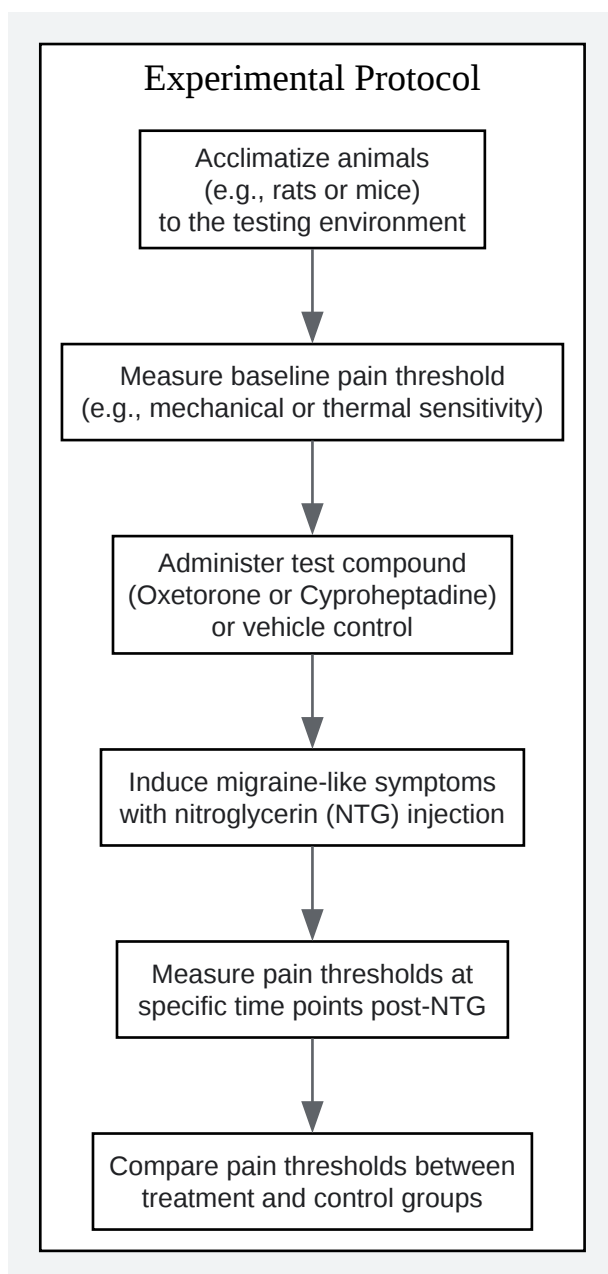 Experimental Protocol
Acclimatize animals
(e.g., rats or mice)
to the testing environment
Measure baseline pain threshold
(e.g., mechanical or thermal sensitivity)
Administer test compound
(Oxetorone or Cyproheptadine)
or vehicle control
Induce migraine-like symptoms
with nitroglycerin (NTG) injection
Measure pain thresholds at
specific time points post-NTG
Compare pain thresholds between
treatment and control groups